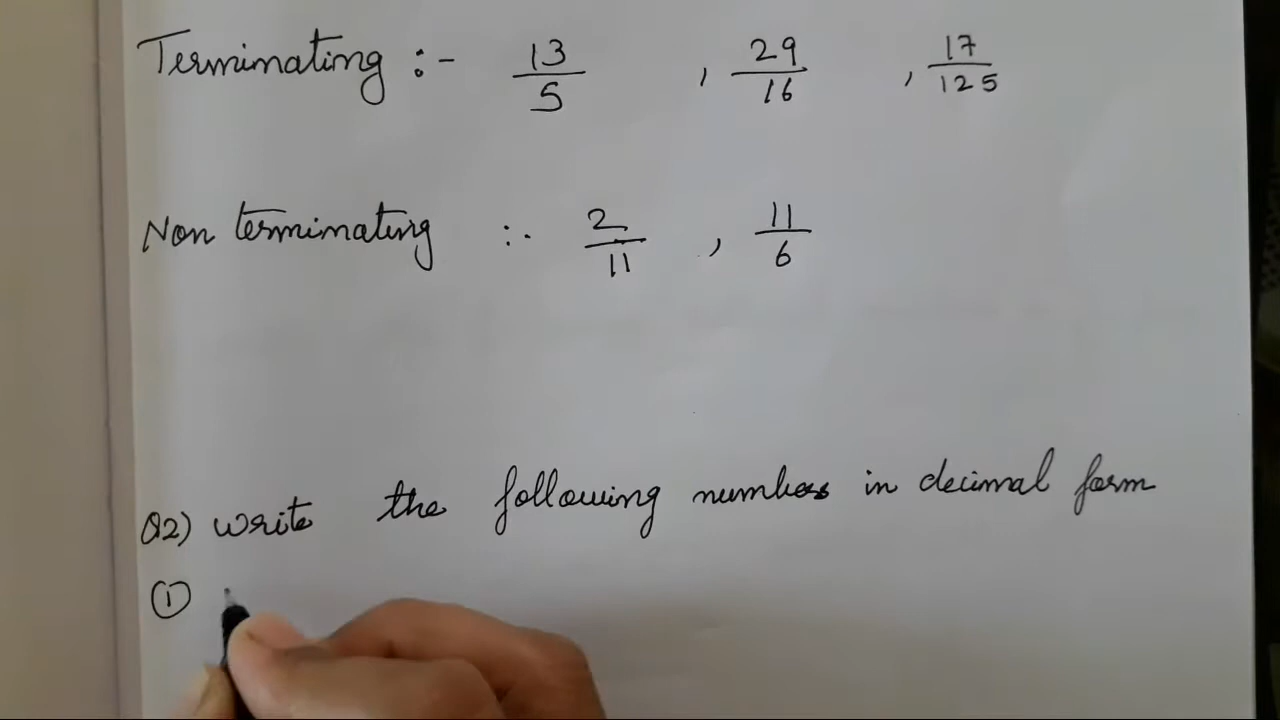 Terminating :- 13/5 , 29/16 , 17/125
Non terminating :- 2/11 , 11/6
Q2) write the following numbers in decimal form
①